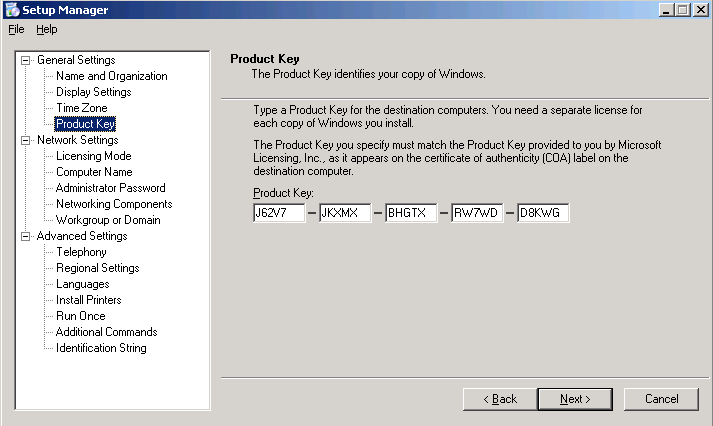 Setup Manager
File Help
General Settings
Name and Organization
Display Settings
Time Zone
Product Key
Network Settings
Licensing Mode
Computer Name
Administrator Password
Networking Components
Workgroup or Domain
Advanced Settings
Telephony
Regional Settings
Languages
Install Printers
Run Once
Additional Commands
Identification String
Product Key
The Product Key identifies your copy of Windows.
Type a Product Key for the destination computers. You need a separate license for
each copy of Windows you install.
The Product Key you specify must match the Product Key provided to you by Microsoft
Licensing, Inc., as it appears on the certificate of authenticity (COA) label on the
destination computer.
Product Key:
J62V7 – JKXMX – BHGTX – RW7WD – D8KWG
< Back Next > Cancel